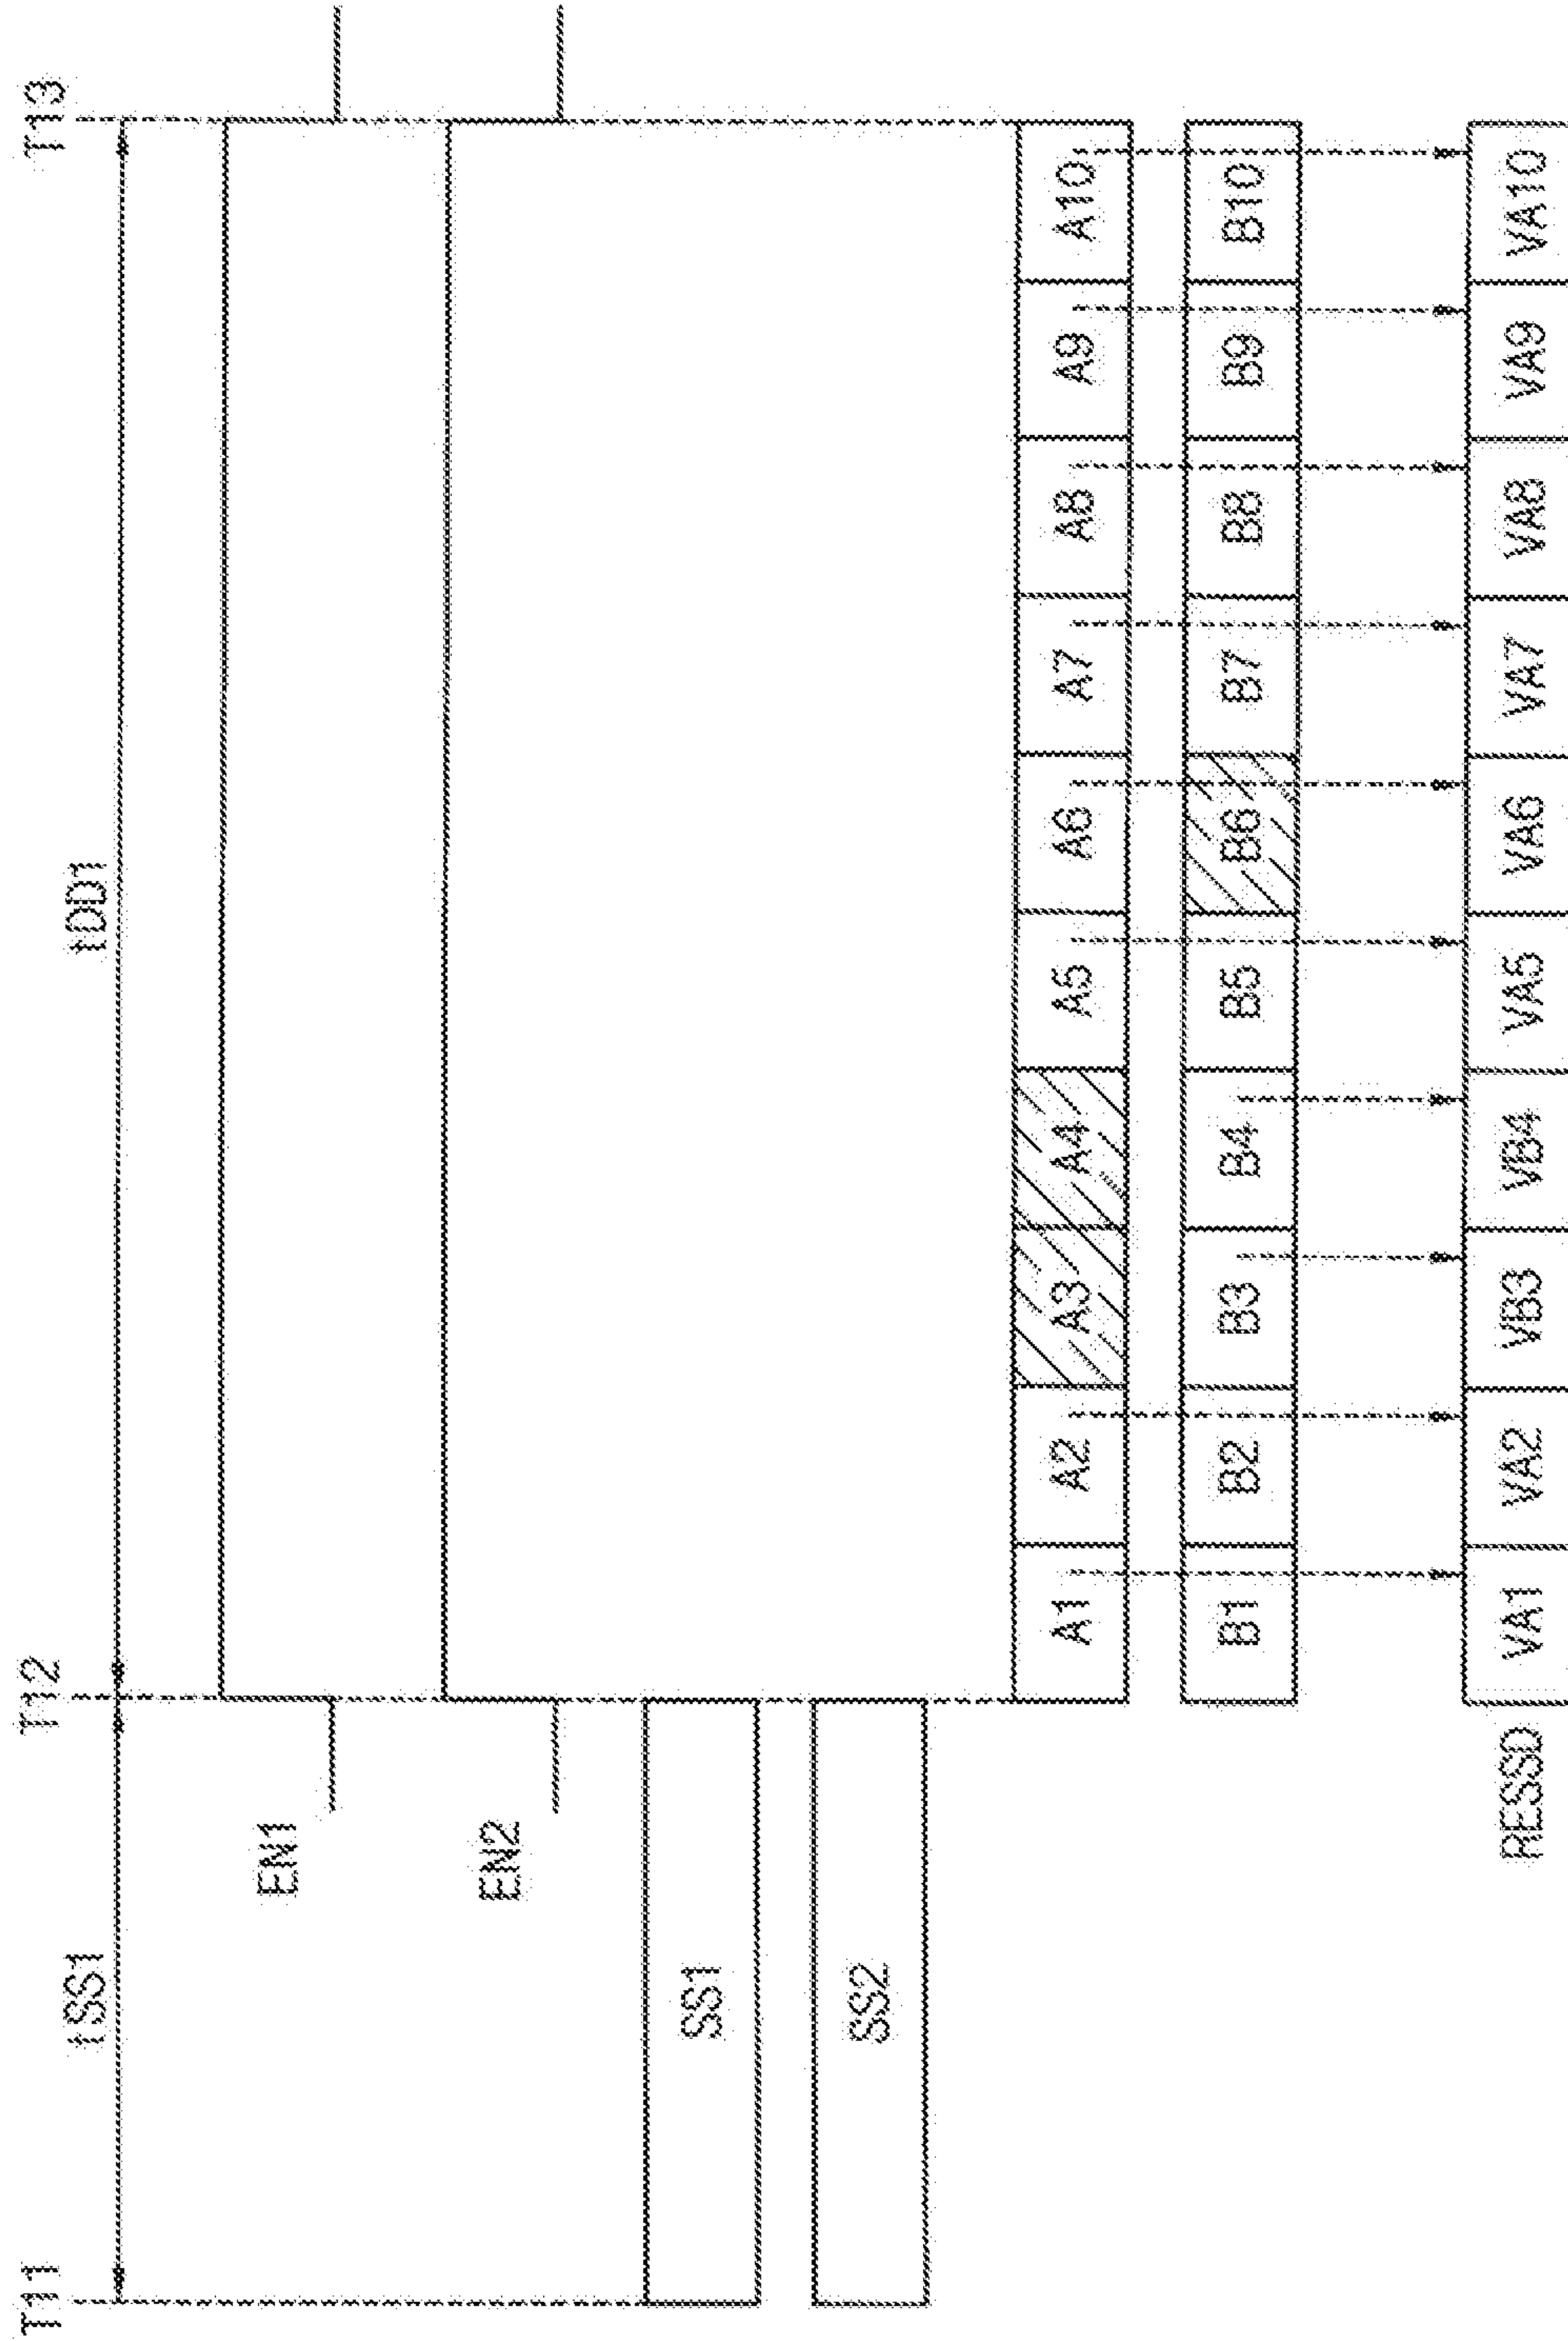 T11 T12 T13
tSS1 tDD1
EN1
EN2
SS1
SS2
A1 A2 A3 A4 A5 A6 A7 A8 A9 A10
B1 B2 B3 B4 B5 B6 B7 B8 B9 B10
RESSD VA1 VA2 VB3 VB4 VA5 VA6 VA7 VA8 VA9 VA10